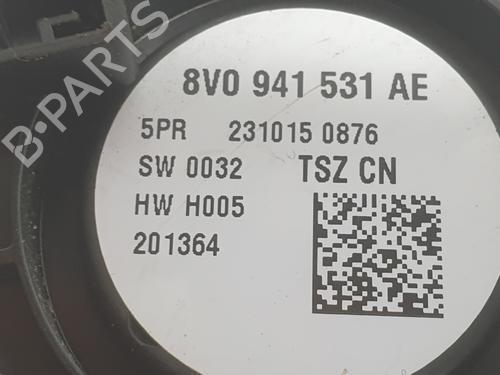 8V0 941 531 AE
5PR 231015 0876
SW 0032 TSZ CN
HW H005
201364
B-PARTS